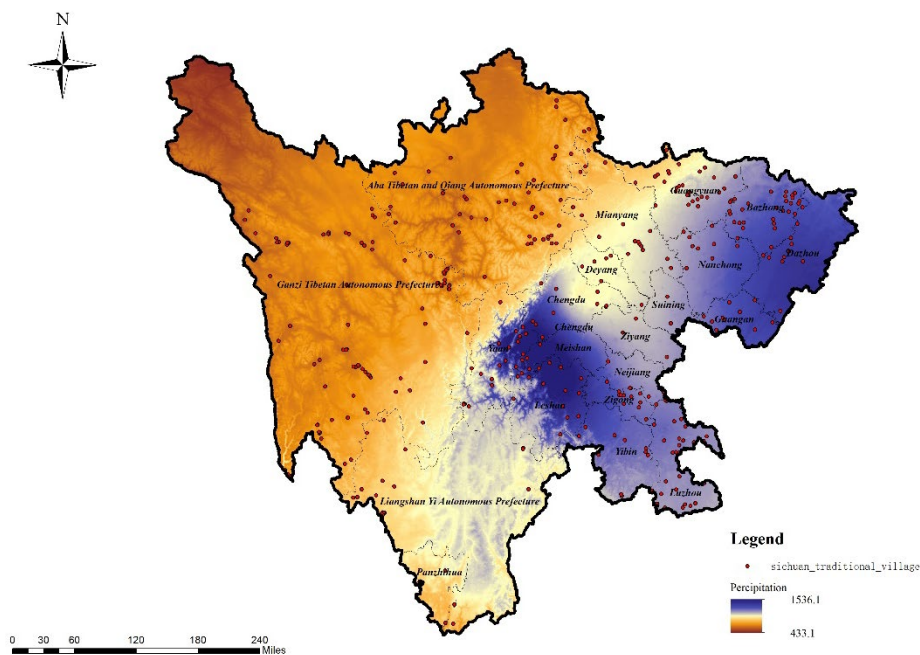 N
Aba Tibetan and Qiang Autonomous Prefecture
Guangyuan
Bazhong
Mianyang
Dazhou
Nanchong
Deyang
Ganzi Tibetan Autonomous Prefecture
Chengdu
Suining
Guangan
Chengdu
Ziyang
Yaan
Meishan
Neijiang
Zigong
Leshan
Yibin
Luzhou
Liangshan Yi Autonomous Prefecture
Panzhihua
Legend
sichuan_traditional_village
Percipitation
1536.1
433.1
0 30 60 120 180 240
Miles